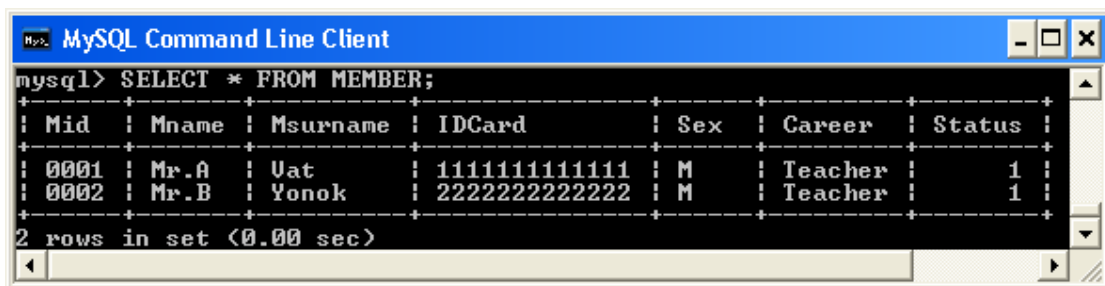 MySQL Command Line Client
mysql> SELECT * FROM MEMBER;
+------+-------+----------+---------------+-----+---------+--------+
| Mid | Mname | Msurname | IDCard | Sex | Career | Status |
+------+-------+----------+---------------+-----+---------+--------+
| 0001 | Mr.A | Vat | 1111111111111 | M | Teacher | 1 |
| 0002 | Mr.B | Yonok | 2222222222222 | M | Teacher | 1 |
+------+-------+----------+---------------+-----+---------+--------+
2 rows in set (0.00 sec)